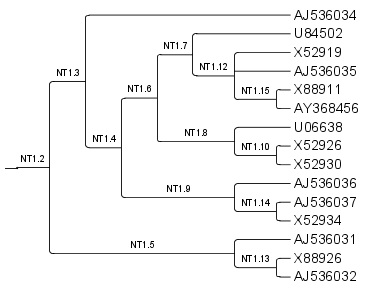 AJ536034
U84502
NT1.7
X52919
NT1.12
AJ536035
NT1.3
X88911
NT1.15
NT1.6
AY368456
U06638
NT1.8
NT1.4
X52926
NT1.10
NT1.2
X52930
AJ536036
NT1.9
AJ536037
NT1.14
X52934
AJ536031
NT1.5
X88926
NT1.13
AJ536032